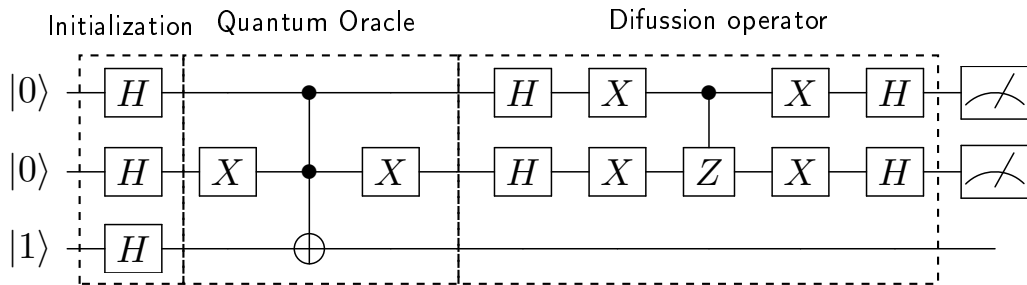 Initialization Quantum Oracle Difussion operator
|0⟩ H H X X H
|0⟩ H X X H X Z X H
|1⟩ H